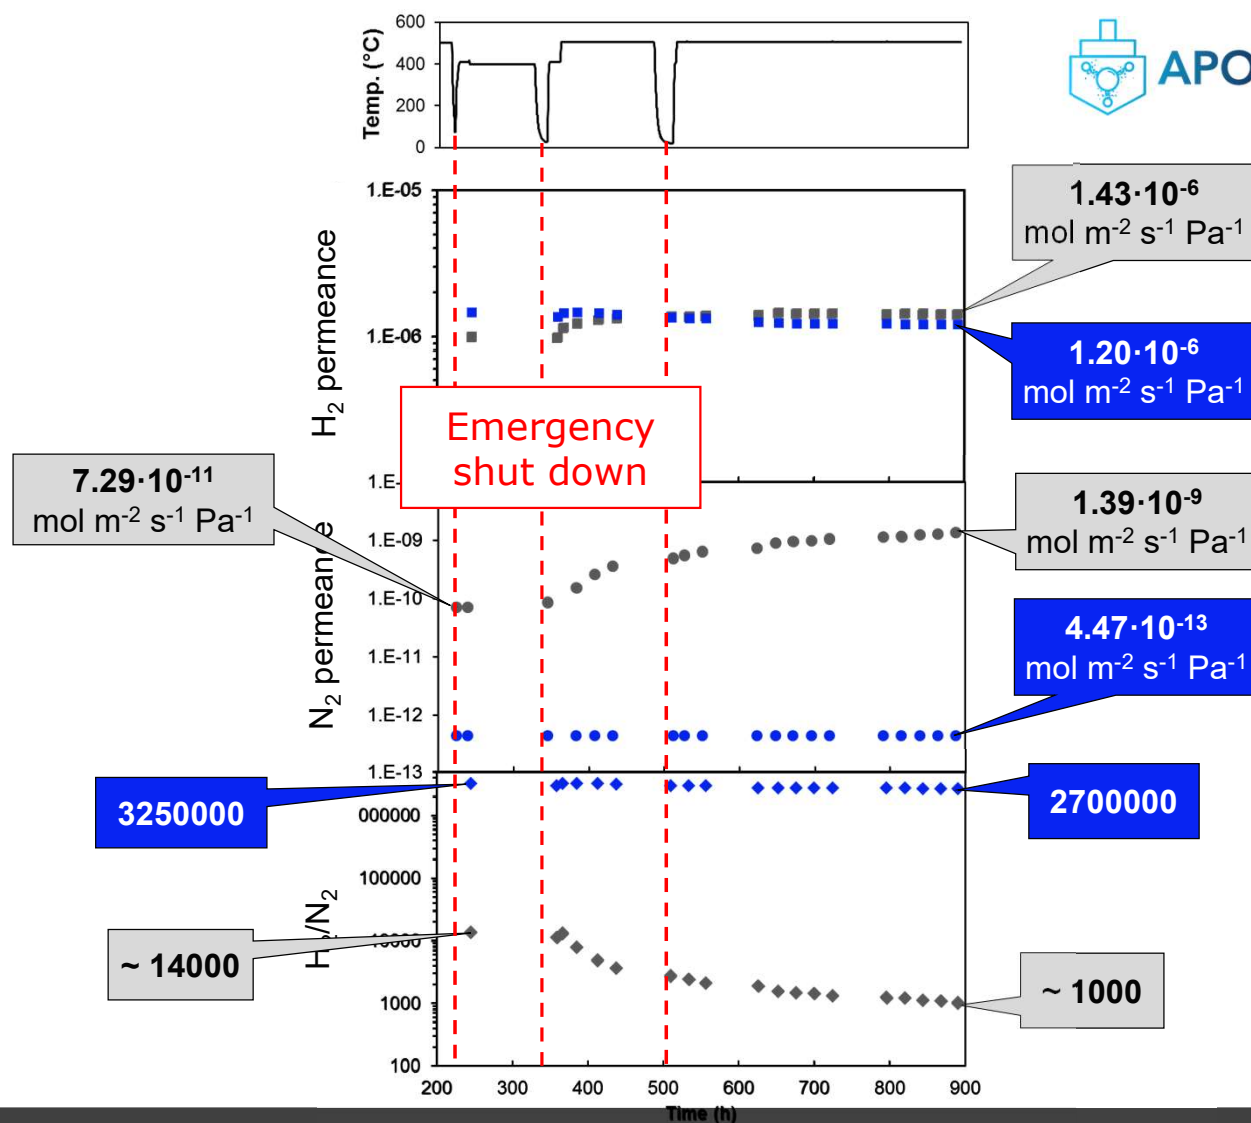 600
400
200
0
Temp. (°C)
APO
1.E-05
1.E-06
1.E-
H₂ permeance
1.43·10⁻⁶
mol m⁻² s⁻¹ Pa⁻¹
1.20·10⁻⁶
mol m⁻² s⁻¹ Pa⁻¹
Emergency
shut down
7.29·10⁻¹¹
mol m⁻² s⁻¹ Pa⁻¹
1.E-09
1.E-10
1.E-11
1.E-12
1.E-13
N₂ permeance
1.39·10⁻⁹
mol m⁻² s⁻¹ Pa⁻¹
4.47·10⁻¹³
mol m⁻² s⁻¹ Pa⁻¹
3250000
2700000
000000
100000
1000
100
~ 14000
~ 1000
200 300 400 500 600 700 800 900
Time (h)